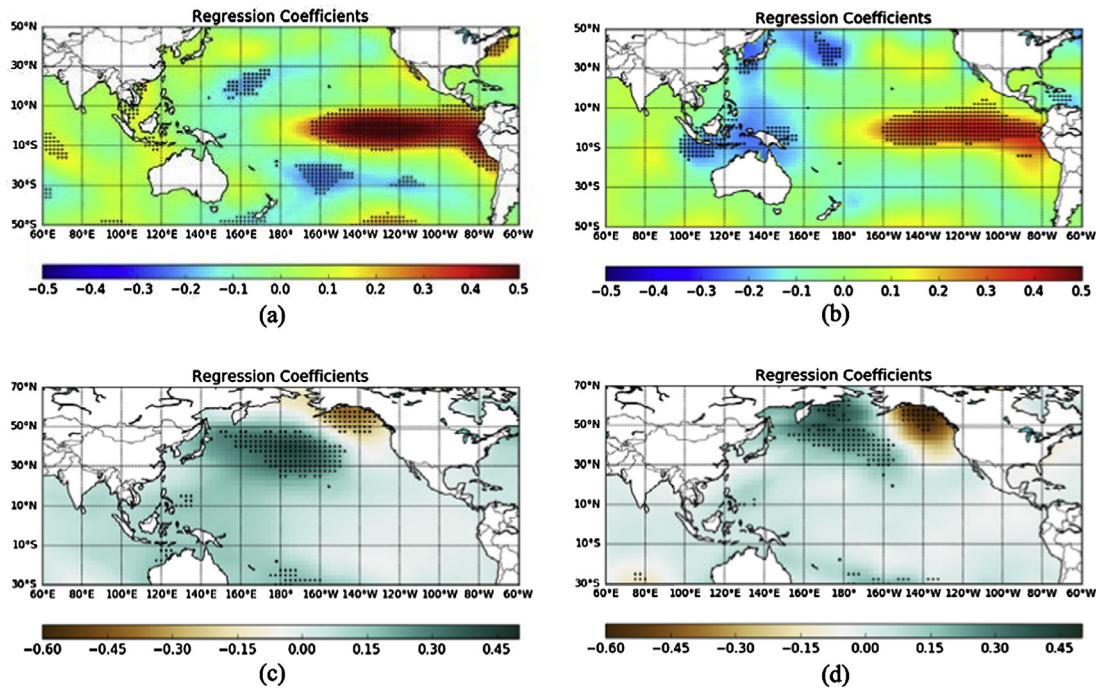 Regression Coefficients
50°N
30°N
10°N
10°S
30°S
50°S
60°E 80°E 100°E 120°E 140°E 160°E 180°E 160°W 140°W 120°W 100°W 80°W 60°W
−0.5 −0.4 −0.3 −0.2 −0.1 0.0 0.1 0.2 0.3 0.4 0.5
(a)
Regression Coefficients
50°N
30°N
10°N
10°S
30°S
50°S
60°E 80°E 100°E 120°E 140°E 160°E 180°E 160°W 140°W 120°W 100°W 80°W 60°W
−0.5 −0.4 −0.3 −0.2 −0.1 0.0 0.1 0.2 0.3 0.4 0.5
(b)
Regression Coefficients
70°N
50°N
30°N
10°N
10°S
30°S
60°E 80°E 100°E 120°E 140°E 160°E 180°E 160°W 140°W 120°W 100°W 80°W 60°W
−0.60 −0.45 −0.30 −0.15 0.00 0.15 0.30 0.45
(c)
Regression Coefficients
70°N
50°N
30°N
10°N
10°S
30°S
60°E 80°E 100°E 120°E 140°E 160°E 180°E 160°W 140°W 120°W 100°W 80°W 60°W
−0.60 −0.45 −0.30 −0.15 0.00 0.15 0.30 0.45
(d)